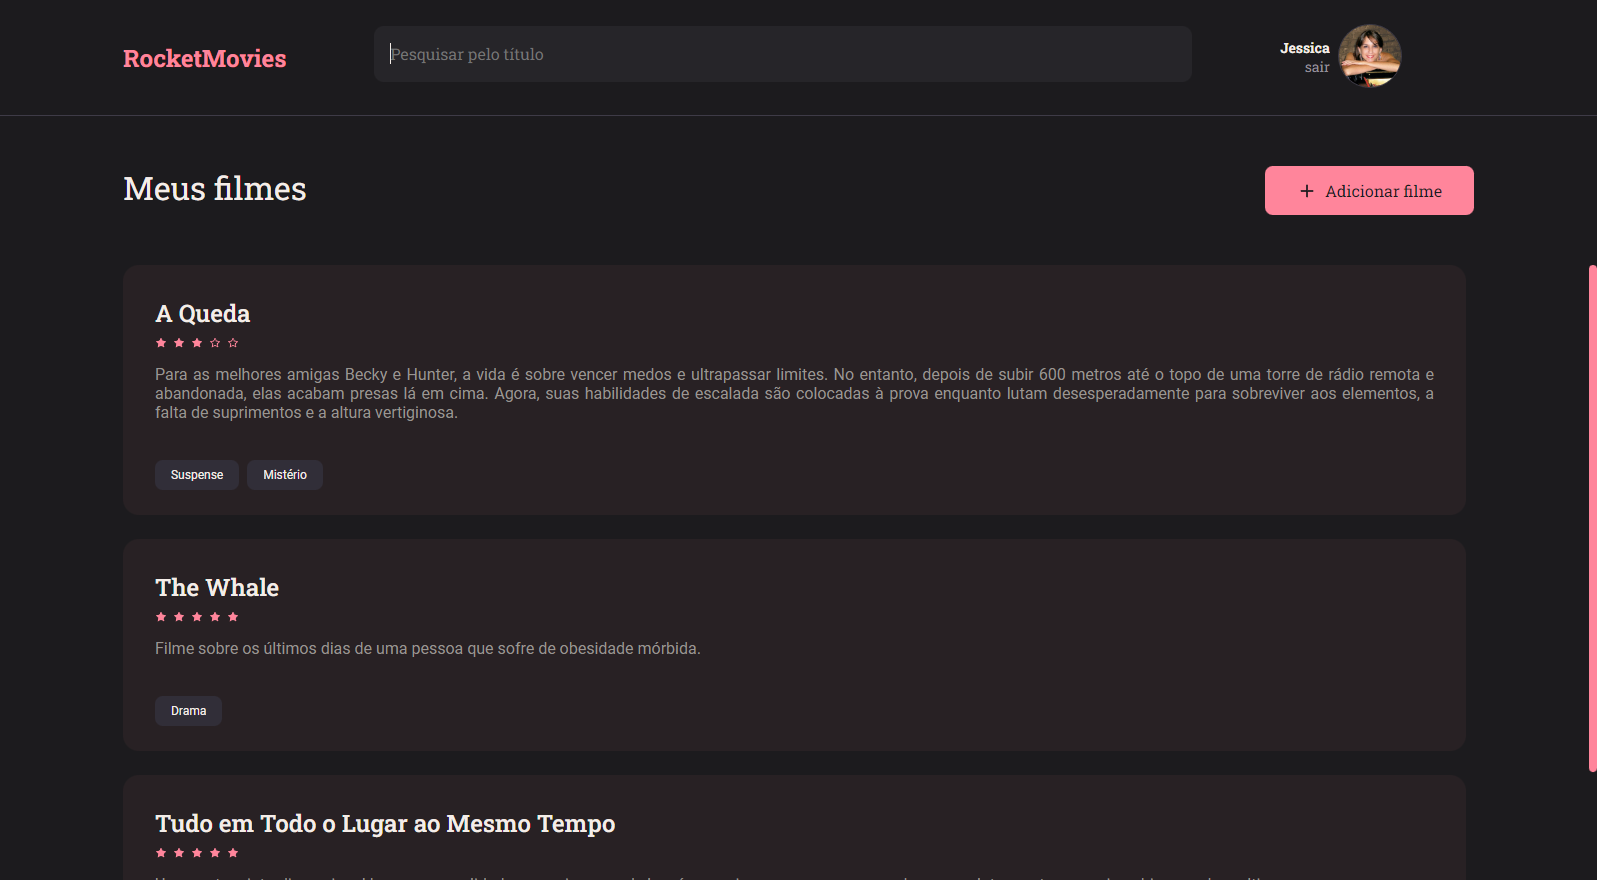 RocketMovies
Pesquisar pelo título
Jessica
sair
Meus filmes
Adicionar filme
A Queda
Para as melhores amigas Becky e Hunter, a vida é sobre vencer medos e ultrapassar limites. No entanto, depois de subir 600 metros até o topo de uma torre de rádio remota e
abandonada, elas acabam presas lá em cima. Agora, suas habilidades de escalada são colocadas à prova enquanto lutam desesperadamente para sobreviver aos elementos, a
falta de suprimentos e a altura vertiginosa.
Suspense Mistério
The Whale
Filme sobre os últimos dias de uma pessoa que sofre de obesidade mórbida.
Drama
Tudo em Todo o Lugar ao Mesmo Tempo